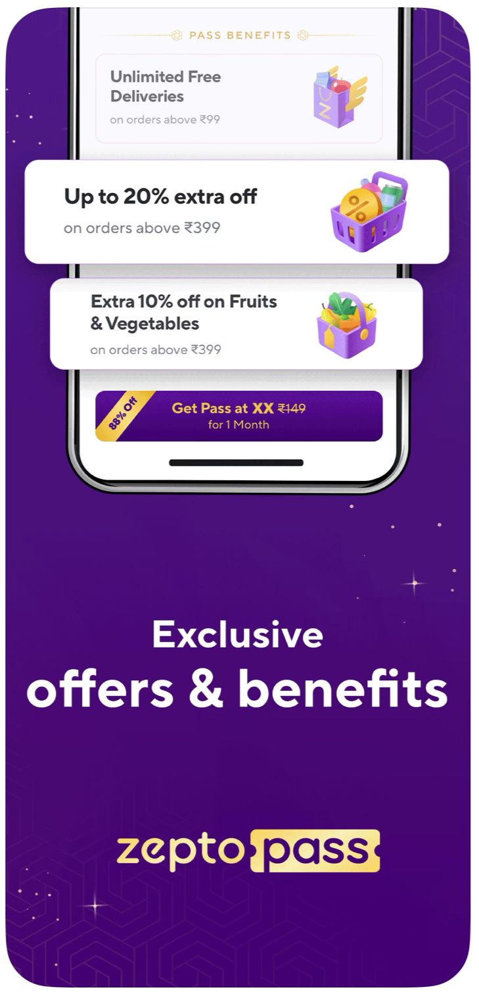 PASS BENEFITS
Unlimited Free
Deliveries
on orders above ₹99
Z
Up to 20% extra off
on orders above ₹399
%
Extra 10% off on Fruits
& Vegetables
on orders above ₹399
88% Off
Get Pass at XX ₹149
for 1 Month
Exclusive
offers & benefits
zepto pass